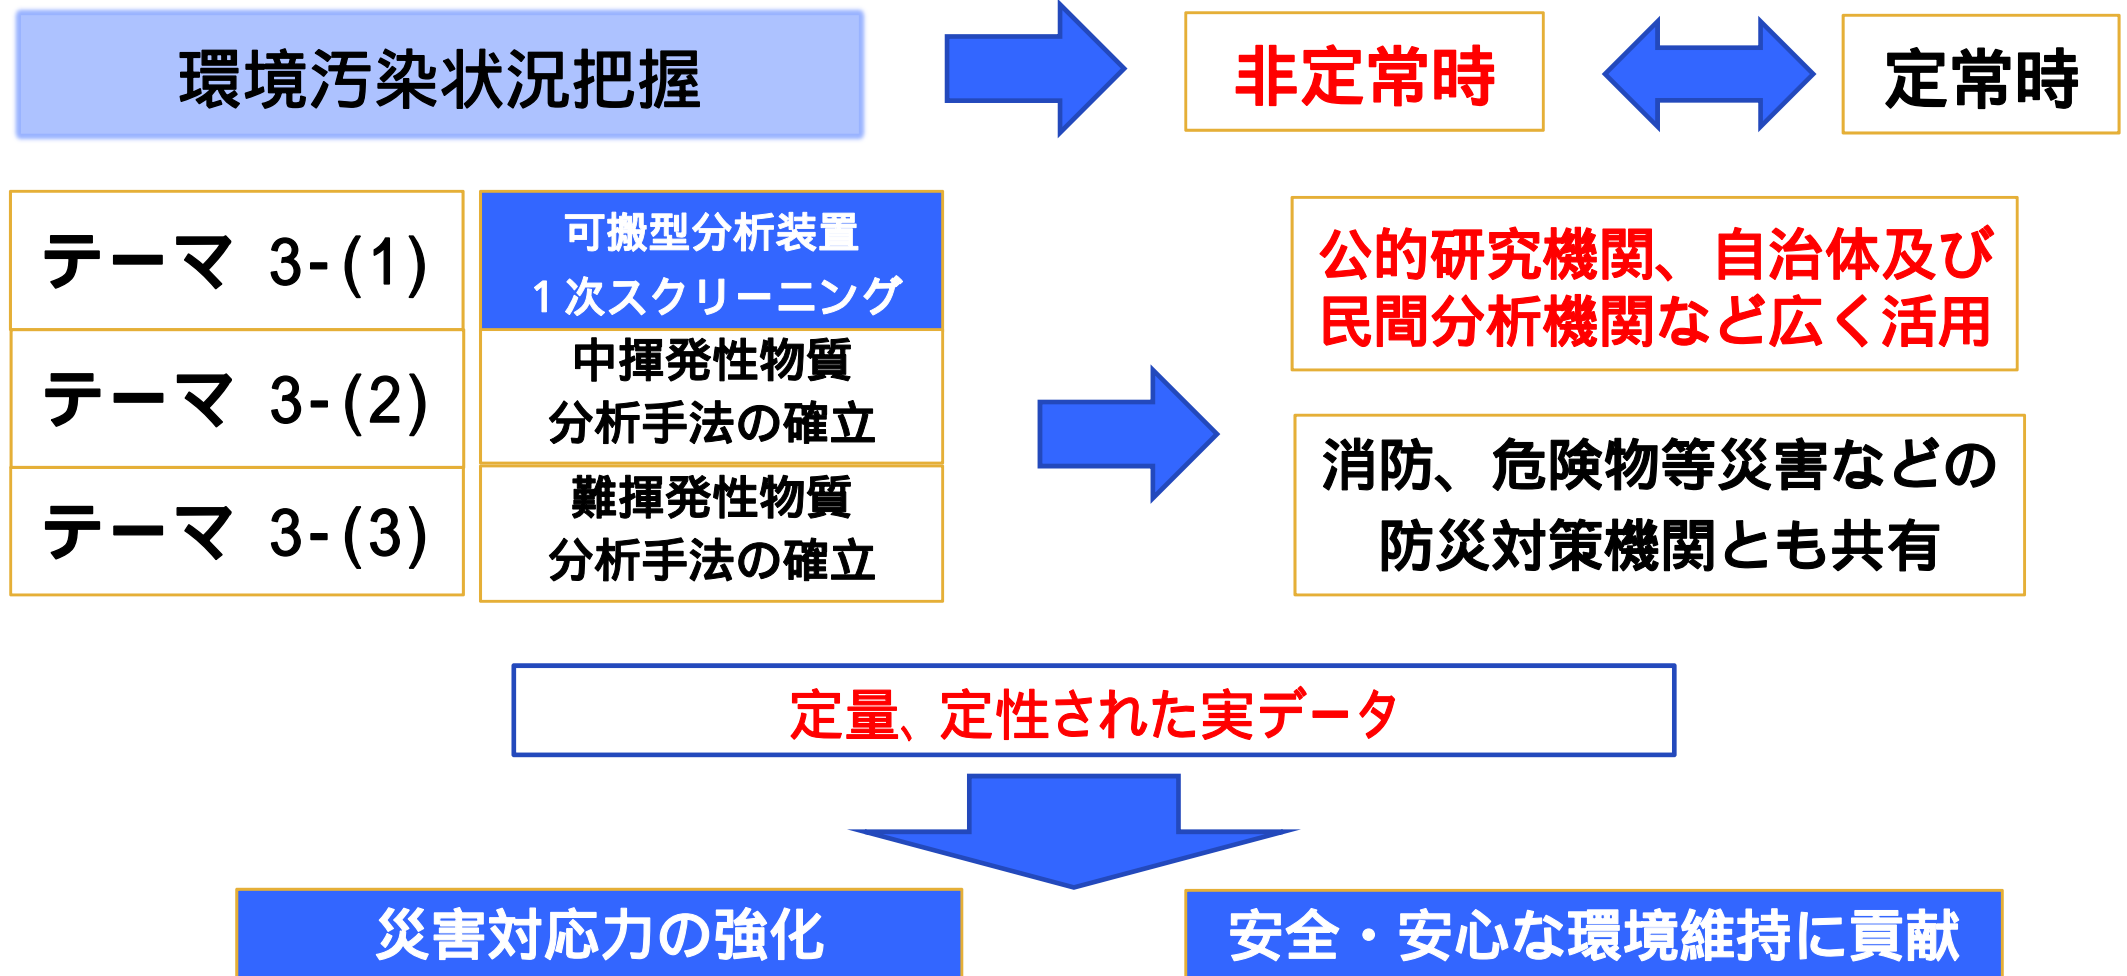 環境汚染状況把握
非定常時
定常時
テーマ 3-(1)
可搬型分析装置
1次スクリーニング
テーマ 3-(2)
中揮発性物質
分析手法の確立
テーマ 3-(3)
難揮発性物質
分析手法の確立
公的研究機関、自治体及び
民間分析機関など広く活用
消防、危険物等災害などの
防災対策機関とも共有
定量、定性された実データ
災害対応力の強化
安全・安心な環境維持に貢献